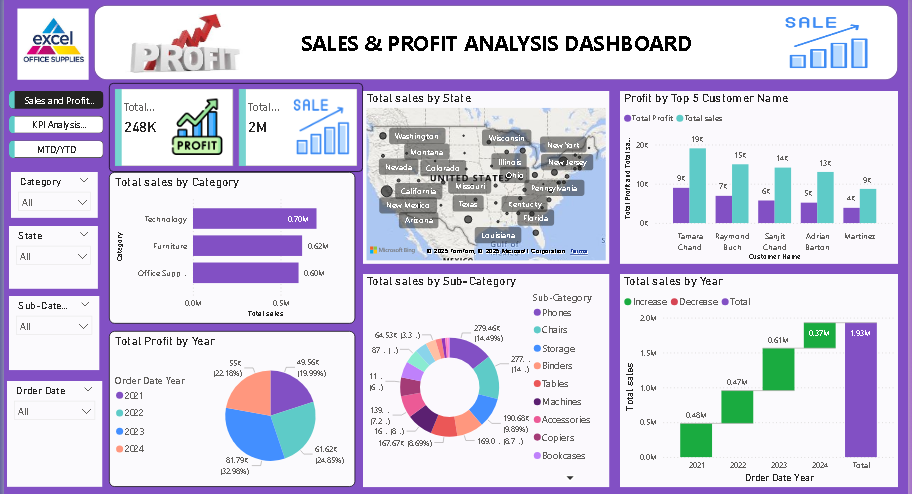 excel
OFFICE SUPPLIES
PROFIT
SALES & PROFIT ANALYSIS DASHBOARD
SALE
Sales and Profit...
KPI Analysis...
MTD/YTD
Category
All
State
All
Sub-Cate...
All
Order Date
All
Total...
248K
PROFIT
Total...
2M
SALE
Total sales by Category
Category
Technology
0.70M
Furniture
0.62M
Office Supp...
0.60M
0.0M
0.5M
Total sales
Total Profit by Year
Order Date Year
2021
2022
2023
2024
55K
(22.18%)
49.56K
(19.99%)
61.62K
(24.85%)
81.79K
(32.98%)
Total sales by State
Washington
Wisconsin
New York
Montana
Nevada
Colorado
Illinois
New Jersey
Ohio
UNITED STATES
California
Missouri
Pennsylvania
New Mexico
Texas
Kentucky
Arizona
Florida
Louisiana
Microsoft Bing
© 2025 TomTom, © 2025 Microsoft Corporation
Terms
MEXICO
Total sales by Sub-Category
Sub-Category
Phones
Chairs
Storage
Binders
Tables
Machines
Accessories
Copiers
Bookcases
64.53K (3.3...)
279.46K
(14.49%)
87... (...)
277...
(14...)
11...
(6...)
190.68K
(9.89%)
139...
(7.2...)
16... (8...)
167.67K (8.69%)
169.0... (8.7...)
Profit by Top 5 Customer Name
Total Profit
Total sales
Total Profit and Total sa...
20K
10K
0K
9K
19K
7K
15K
6K
14K
5K
13K
4K
9K
Tamara
Chand
Raymond
Buch
Sanjit
Chand
Adrian
Barton
Martinez
Customer Name
Total sales by Year
Increase
Decrease
Total
Total sales
2.0M
1.5M
1.0M
0.5M
0.0M
0.48M
0.47M
0.61M
0.37M
1.93M
2021
2022
2023
2024
Total
Order Date Year